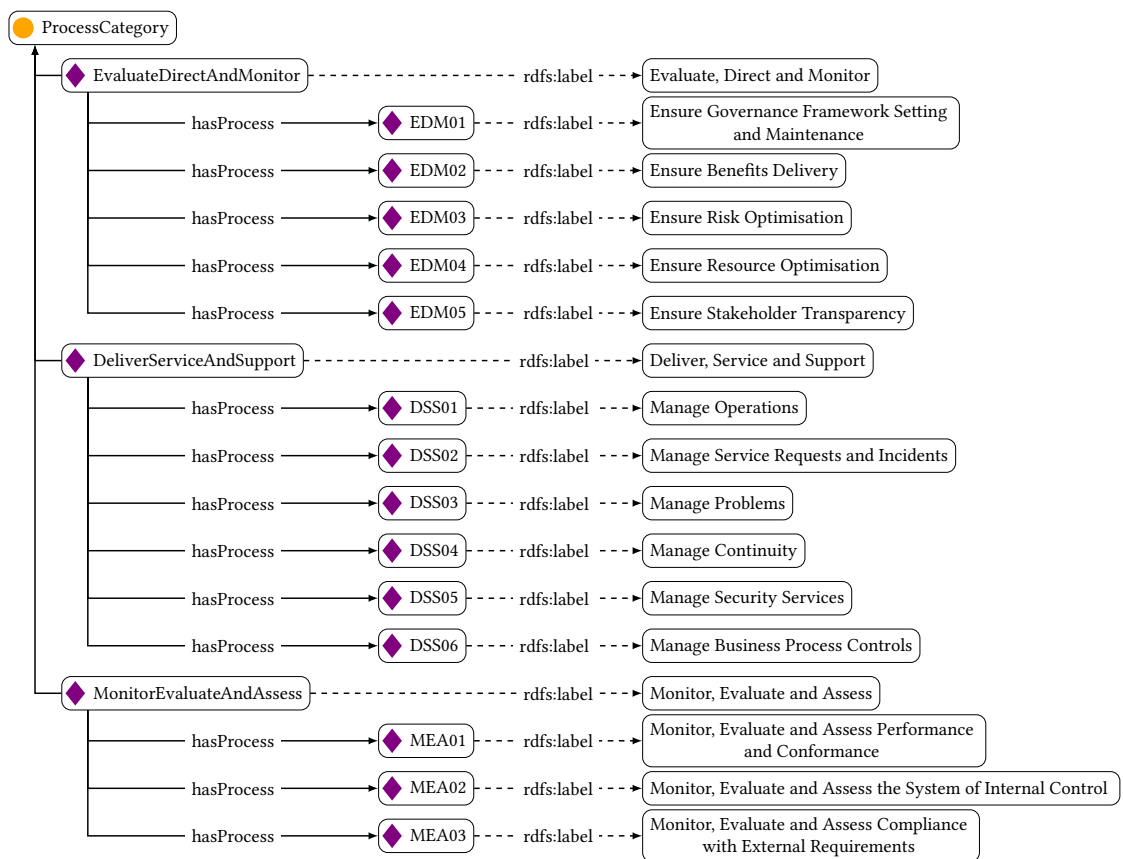 ProcessCategory
EvaluateDirectAndMonitor rdfs:label Evaluate, Direct and Monitor
hasProcess EDM01 rdfs:label Ensure Governance Framework Setting
and Maintenance
hasProcess EDM02 rdfs:label Ensure Benefits Delivery
hasProcess EDM03 rdfs:label Ensure Risk Optimisation
hasProcess EDM04 rdfs:label Ensure Resource Optimisation
hasProcess EDM05 rdfs:label Ensure Stakeholder Transparency
DeliverServiceAndSupport rdfs:label Deliver, Service and Support
hasProcess DSS01 rdfs:label Manage Operations
hasProcess DSS02 rdfs:label Manage Service Requests and Incidents
hasProcess DSS03 rdfs:label Manage Problems
hasProcess DSS04 rdfs:label Manage Continuity
hasProcess DSS05 rdfs:label Manage Security Services
hasProcess DSS06 rdfs:label Manage Business Process Controls
MonitorEvaluateAndAssess rdfs:label Monitor, Evaluate and Assess
hasProcess MEA01 rdfs:label Monitor, Evaluate and Assess Performance
and Conformance
hasProcess MEA02 rdfs:label Monitor, Evaluate and Assess the System of Internal Control
hasProcess MEA03 rdfs:label Monitor, Evaluate and Assess Compliance
with External Requirements